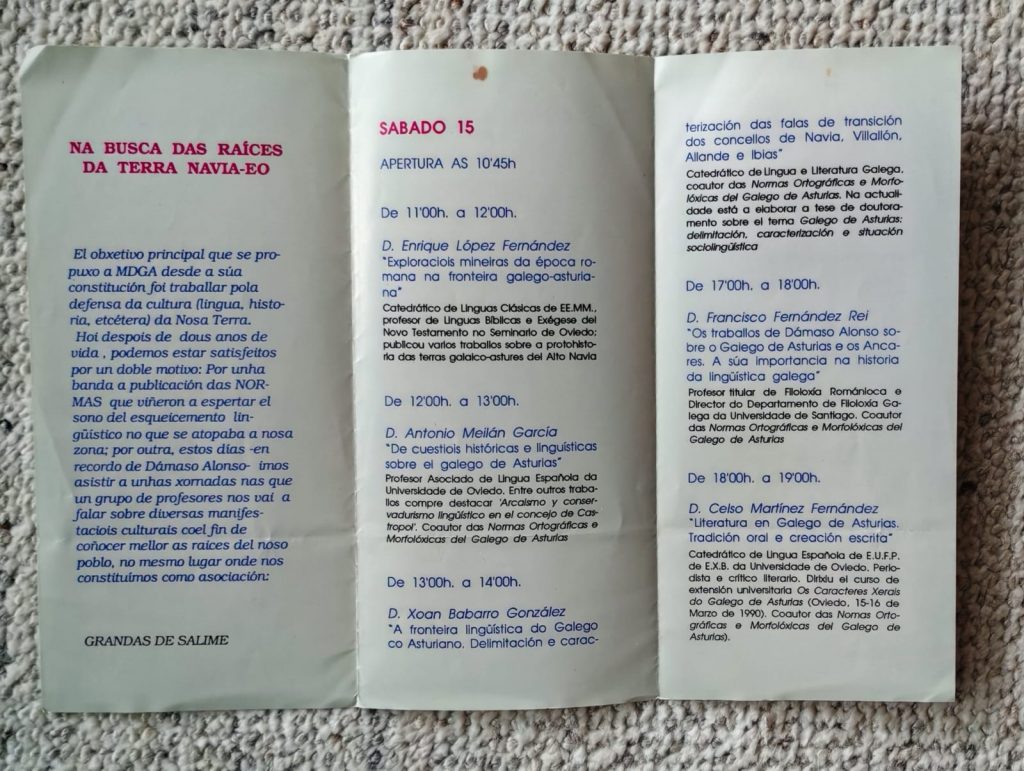 NA BUSCA DAS RAÍCES
DA TERRA NAVIA-EO
El obxetivo principal que se pro-
puxo a MDGA desde a súa
constitución foi traballar pola
defensa da cultura (lingua, histo-
ria, etcétera) da Nosa Terra.
Hoi despois de dous anos de
vida , podemos estar satisfeitos
por un doble motivo: Por unha
banda a publicación das NOR-
MAS que viñeron a espertar el
sono del esqueicemento lin-
güístico no que se atopaba a nosa
zona; por outra, estos días -en
recordo de Dámaso Alonso- imos
asistir a unhas xornadas nas que
un grupo de profesores nos vai a
falar sobre diversas manifes-
taciois culturais coel fin de
coñocer mellor as raíces del noso
poblo, no mesmo lugar onde nos
constituímos como asociación:
GRANDAS DE SALIME
SABADO 15
APERTURA AS 10'45h
De 11'00h. a 12'00h.
D. Enrique López Fernández
"Exploraciois mineiras da época ro-
mana na fronteira galego-asturia-
na"
Catedrático de Linguas Clásicas de EE.MM.,
profesor de Linguas Bíblicas e Exégese del
Novo Testamento no Seminario de Oviedo;
publicou varios traballos sobre a protohisto-
ria das terras galaico-astures del Alto Navia
De 12'00h. a 13'00h.
D. Antonio Meilán García
"De cuestiois históricas e linguísticas
sobre el galego de Asturias"
Profesor Asociado de Lingua Española da
Universidade de Oviedo. Entre outros traba-
llos compre destacar 'Arcaísmo y conser-
vadurismo lingüístico en el concejo de Cas-
tropol'. Coautor das Normas Ortográficas e
Morfolóxicas del Galego de Asturias
De 13'00h. a 14'00h.
D. Xoan Babarro González
"A fronteira lingüística do Galego
co Asturiano. Delimitación e carac-
terización das falas de transición
dos concellos de Navia, Villallón,
Allande e Ibias"
Catedrático de Lingua e Literatura Galega,
coautor das Normas Ortográficas e Morfo-
lóxicas del Galego de Asturias. Na actuali-
dade está a elaborar a tese de doutora-
mento sobre el tema Galego de Asturias:
delimitación, caracterización e situación
sociolingüística
De 17'00h. a 18'00h.
D. Francisco Fernández Rei
"Os traballos de Dámaso Alonso so-
bre o Galego de Asturias e os Anca-
res. A súa importancia na historia
da lingüística galega"
Profesor titular de Filoloxía Románioca e
Director do Departamento de Filoloxía Ga-
lega da Universidade de Santiago. Coautor
das Normas Ortográficas e Morfolóxicas del
Galego de Asturias
De 18'00h. a 19'00h.
D. Celso Martínez Fernández
"Literatura en Galego de Asturias.
Tradición oral e creación escrita"
Catedrático de Lingua Española de E.U.F.P.
de E.X.B. da Universidade de Oviedo. Perio-
dista e crítico literario. Dirixiu el curso de
extensión universitaria Os Caracteres Xerais
do Galego de Asturias (Oviedo, 15-16 de
Marzo de 1990). Coautor das Normas Orto-
gráficas e Morfolóxicas del Galego de
Asturias).